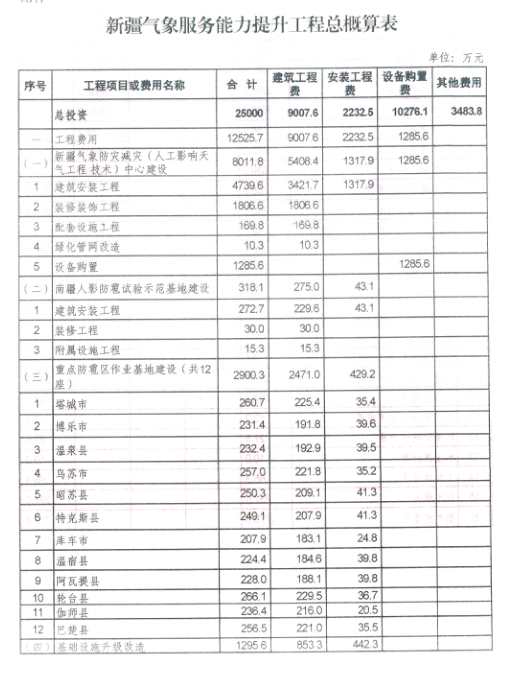 新疆气象服务能力提升工程总概算表
单位：万元
序号 工程项目或费用名称 合 计 建筑工程费 安装工程费 设备购置费 其他费用
总投资 25000 9007.6 2232.5 10276.1 3483.8
一 工程费用 12525.7 9007.6 2232.5 1285.6
（一） 新疆气象防灾减灾（人工影响天气工程 技术）中心建设 8011.8 5408.4 1317.9 1285.6
1 建筑安装工程 4739.6 3421.7 1317.9
2 装修装饰工程 1806.6 1806.6
3 配套设施工程 169.8 169.8
4 绿化管网改造 10.3 10.3
5 设备购置 1285.6 1285.6
（二） 南疆人影防雹试验示范基地建设 318.1 275.0 43.1
1 建筑安装工程 272.7 229.6 43.1
2 装修工程 30.0 30.0
3 附属设施工程 15.3 15.3
（三） 重点防雹区作业基地建设（共12座） 2900.3 2471.0 429.2
1 塔城市 260.7 225.4 35.4
2 博乐市 231.4 191.8 39.6
3 温泉县 232.4 192.9 39.5
4 乌苏市 257.0 221.8 35.2
5 昭苏县 250.3 209.1 41.3
6 特克斯县 249.1 207.9 41.3
7 库车市 207.9 183.1 24.8
8 温宿县 224.4 184.6 39.8
9 阿瓦提县 228.0 188.1 39.8
10 轮台县 266.1 229.5 36.7
11 伽师县 236.4 216.0 20.5
12 巴楚县 256.5 221.0 35.5
（四） 基础设施升级改造 1295.6 853.3 442.3